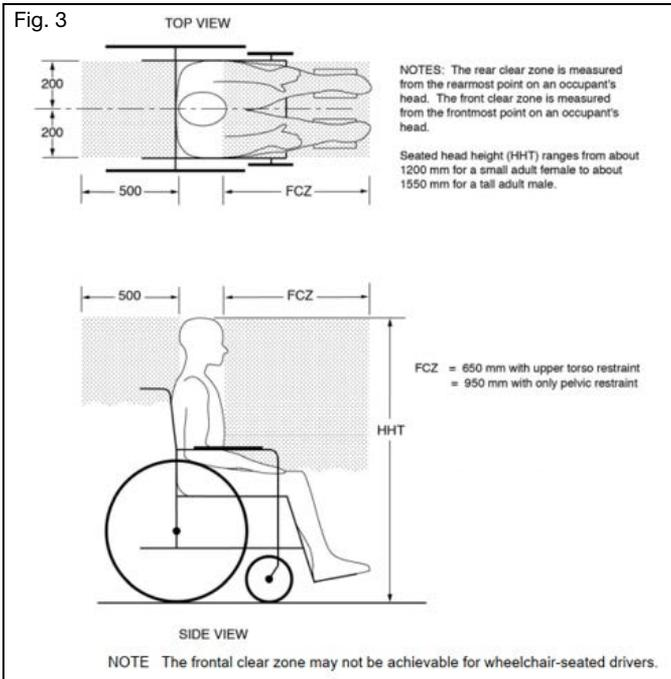 Fig. 3
TOP VIEW
200
200
500
FCZ
NOTES: The rear clear zone is measured
from the rearmost point on an occupant's
head. The front clear zone is measured
from the frontmost point on an occupant's
head.
Seated head height (HHT) ranges from about
1200 mm for a small adult female to about
1550 mm for a tall adult male.
500
FCZ
FCZ = 650 mm with upper torso restraint
= 950 mm with only pelvic restraint
HHT
SIDE VIEW
NOTE The frontal clear zone may not be achievable for wheelchair-seated drivers.